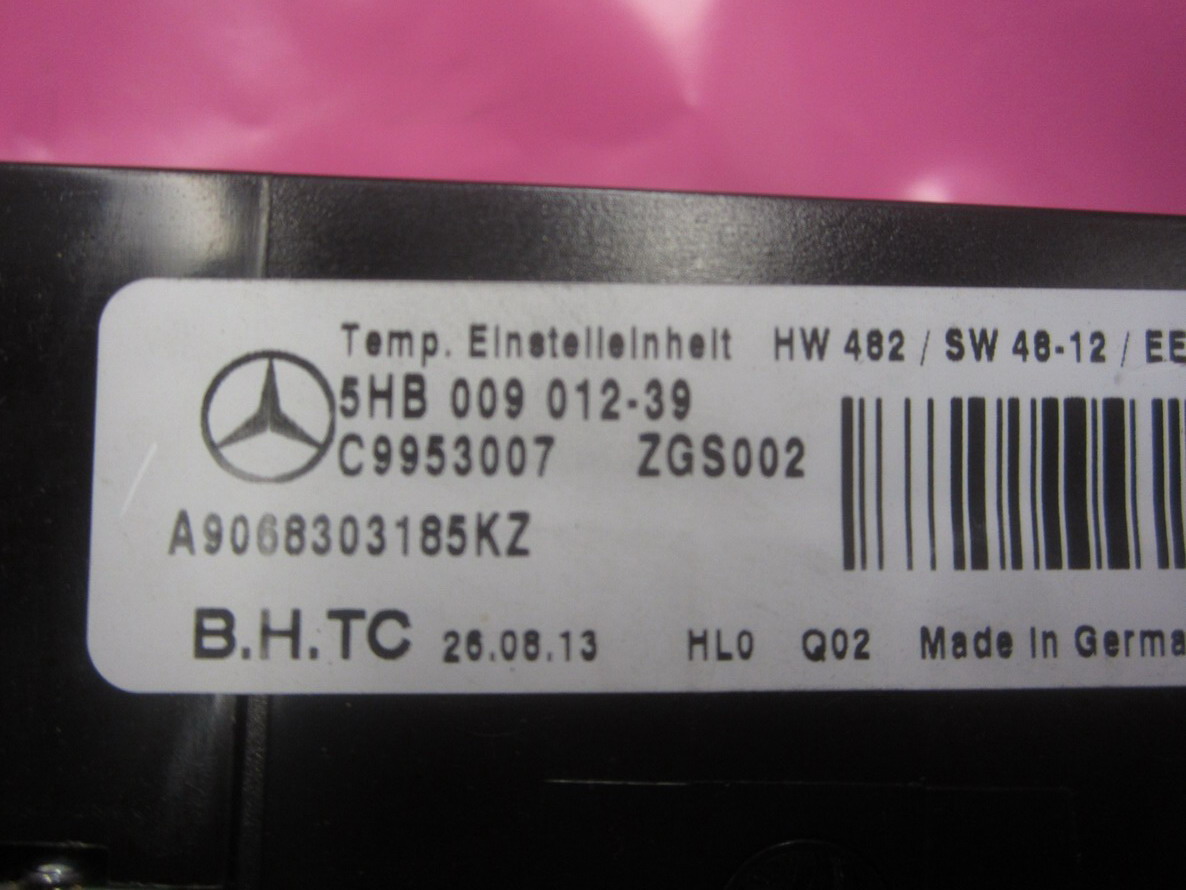 Temp. Einstelleinheit HW 482 / SW 48-12 / EE
5HB 009 012-39
C9953007 ZGS002
A9068303185KZ
B.H.TC 26.08.13 HL0 Q02 Made in Germa